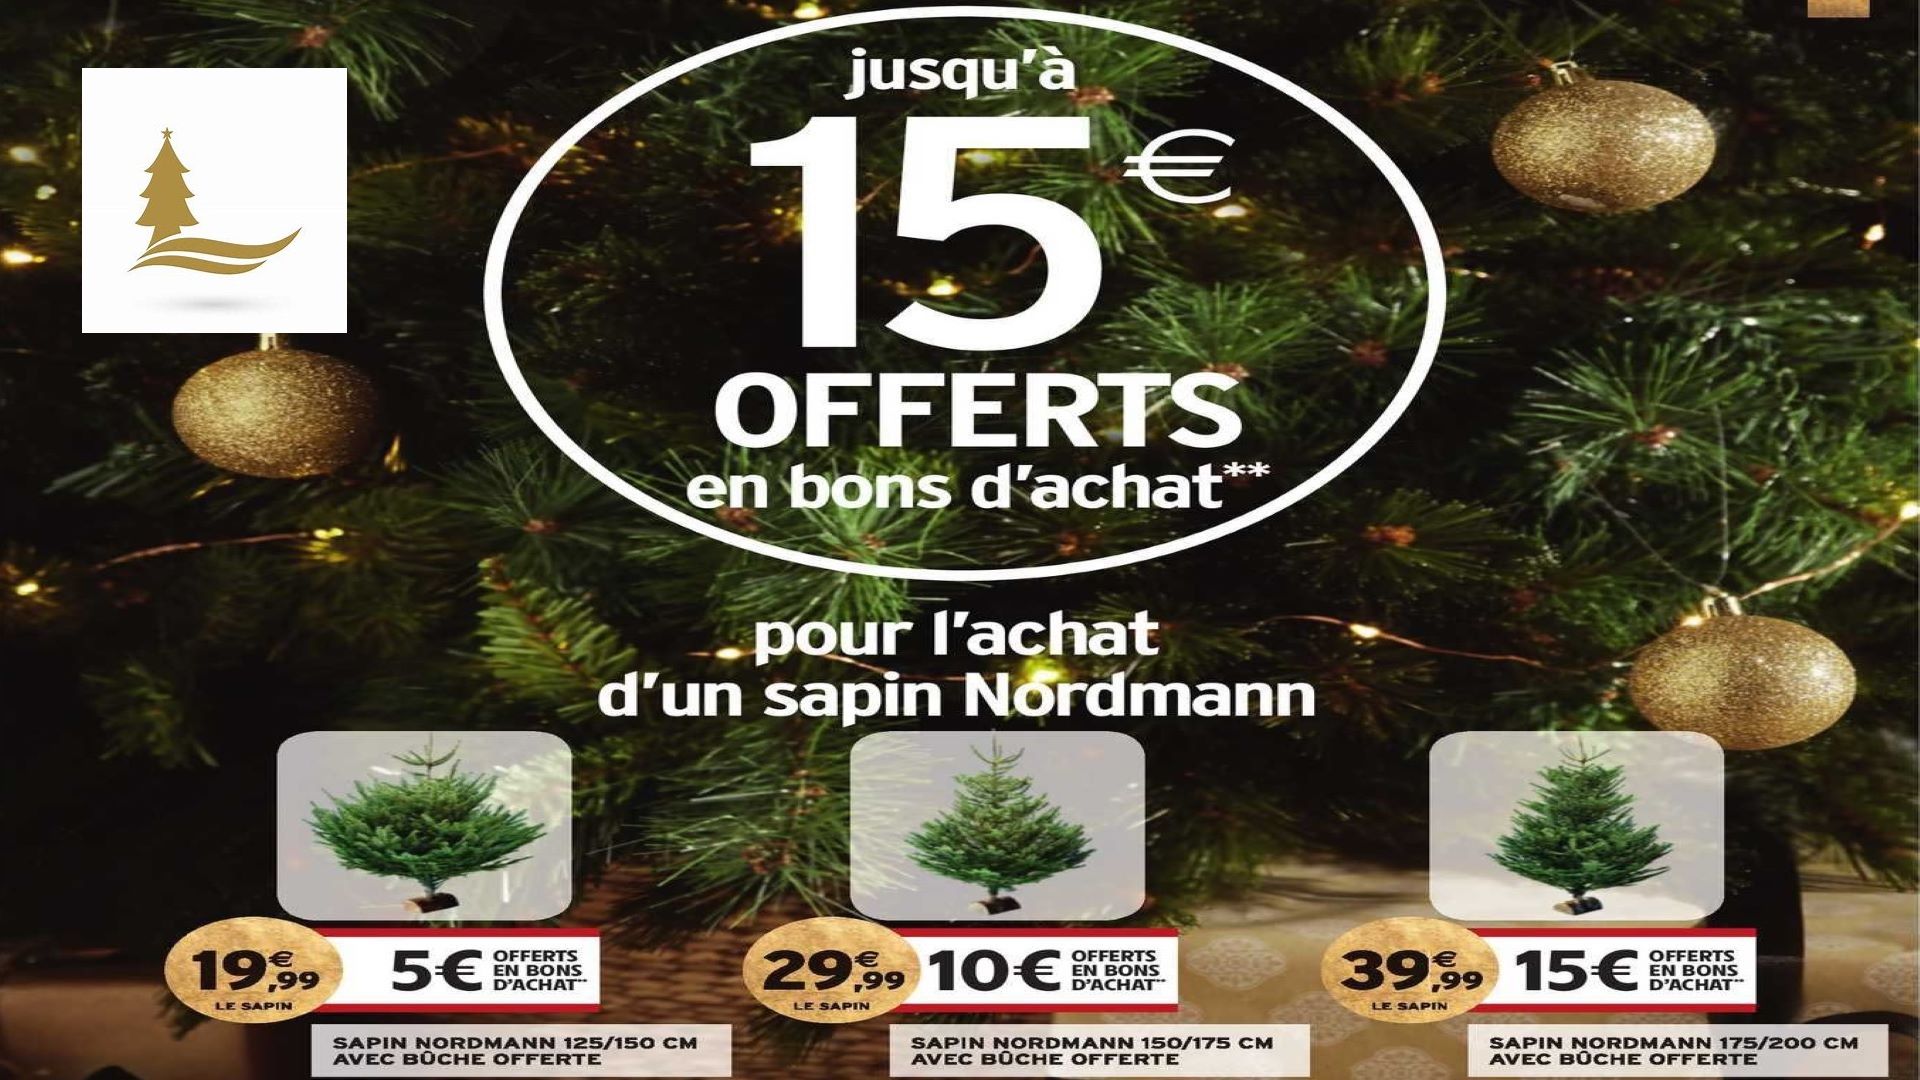 jusqu'à
15€
OFFERTS
en bons d'achat**
pour l'achat
d'un sapin Nordmann
19€,99
LE SAPIN
5€ OFFERTS
EN BONS
D'ACHAT**
SAPIN NORDMANN 125/150 CM
AVEC BÛCHE OFFERTE
29€,99
LE SAPIN
10€ OFFERTS
EN BONS
D'ACHAT**
SAPIN NORDMANN 150/175 CM
AVEC BÛCHE OFFERTE
39€,99
LE SAPIN
15€ OFFERTS
EN BONS
D'ACHAT**
SAPIN NORDMANN 175/200 CM
AVEC BÛCHE OFFERTE